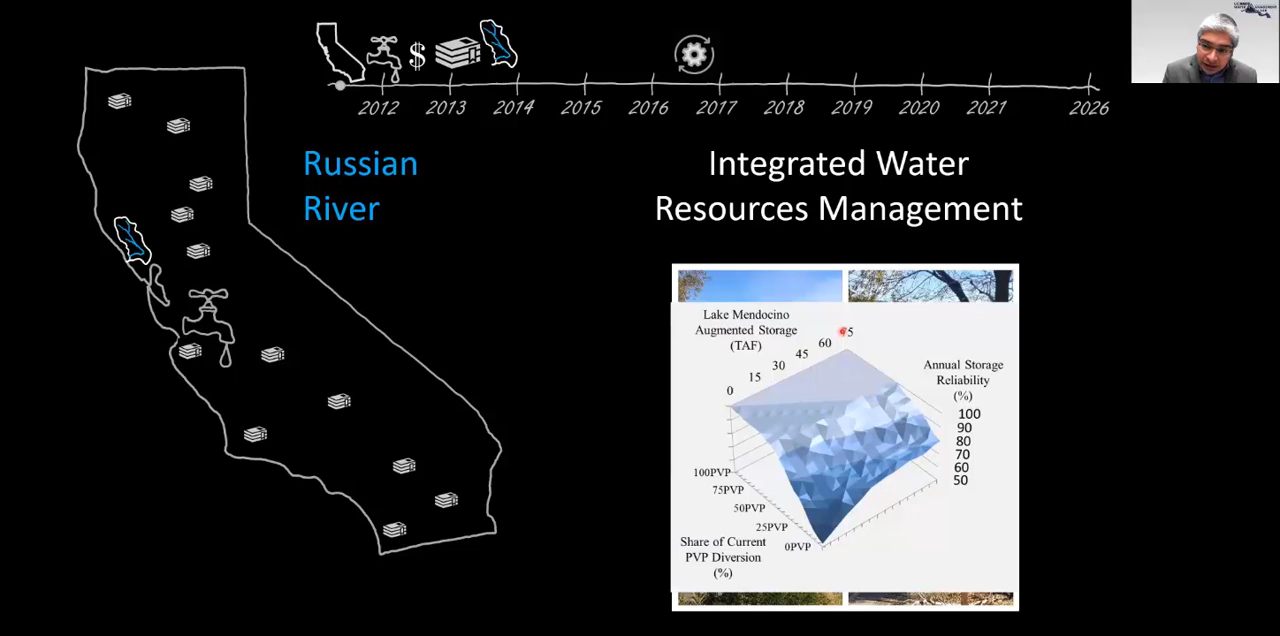 $
2012 2013 2014 2015 2016 2017 2018 2019 2020 2021 2026
Russian
River
Integrated Water
Resources Management
Lake Mendocino
Augmented Storage
(TAF)
0 15 30 45 60 75
Annual Storage
Reliability
(%)
100
90
80
70
60
50
100PVP
75PVP
50PVP
25PVP
0PVP
Share of Current
PVP Diversion
(%)